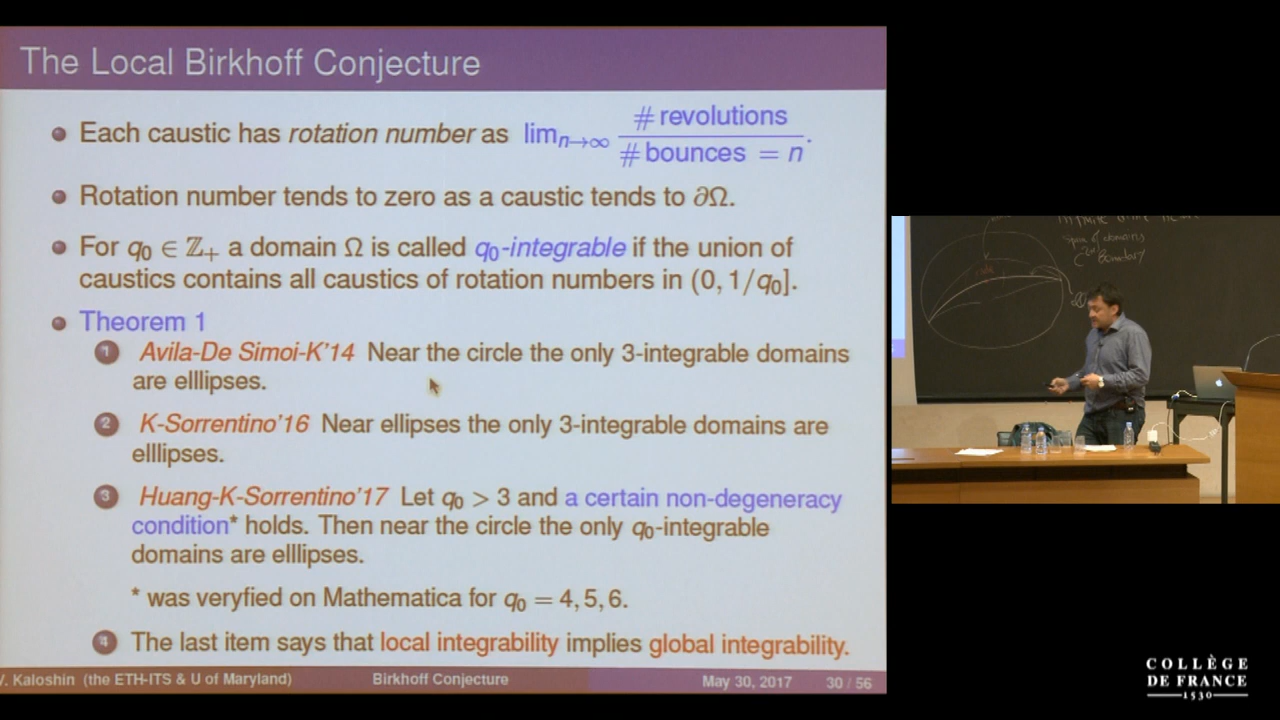 The Local Birkhoff Conjecture
Each caustic has rotation number as lim_{n→∞} # revolutions / # bounces = n .
Rotation number tends to zero as a caustic tends to ∂Ω.
For q₀ ∈ ℤ₊ a domain Ω is called q₀-integrable if the union of
caustics contains all caustics of rotation numbers in (0, 1/q₀].
Theorem 1
1 Avila-De Simoi-K'14 Near the circle the only 3-integrable domains
are elllipses.
2 K-Sorrentino'16 Near ellipses the only 3-integrable domains are
elllipses.
3 Huang-K-Sorrentino'17 Let q₀ > 3 and a certain non-degeneracy
condition* holds. Then near the circle the only q₀-integrable
domains are elllipses.
* was veryfied on Mathematica for q₀ = 4, 5, 6.
4 The last item says that local integrability implies global integrability.
V. Kaloshin (the ETH-ITS & U of Maryland) Birkhoff Conjecture May 30, 2017 30 / 56
of domains
Boundary
COLLÈGE
DE FRANCE
1530